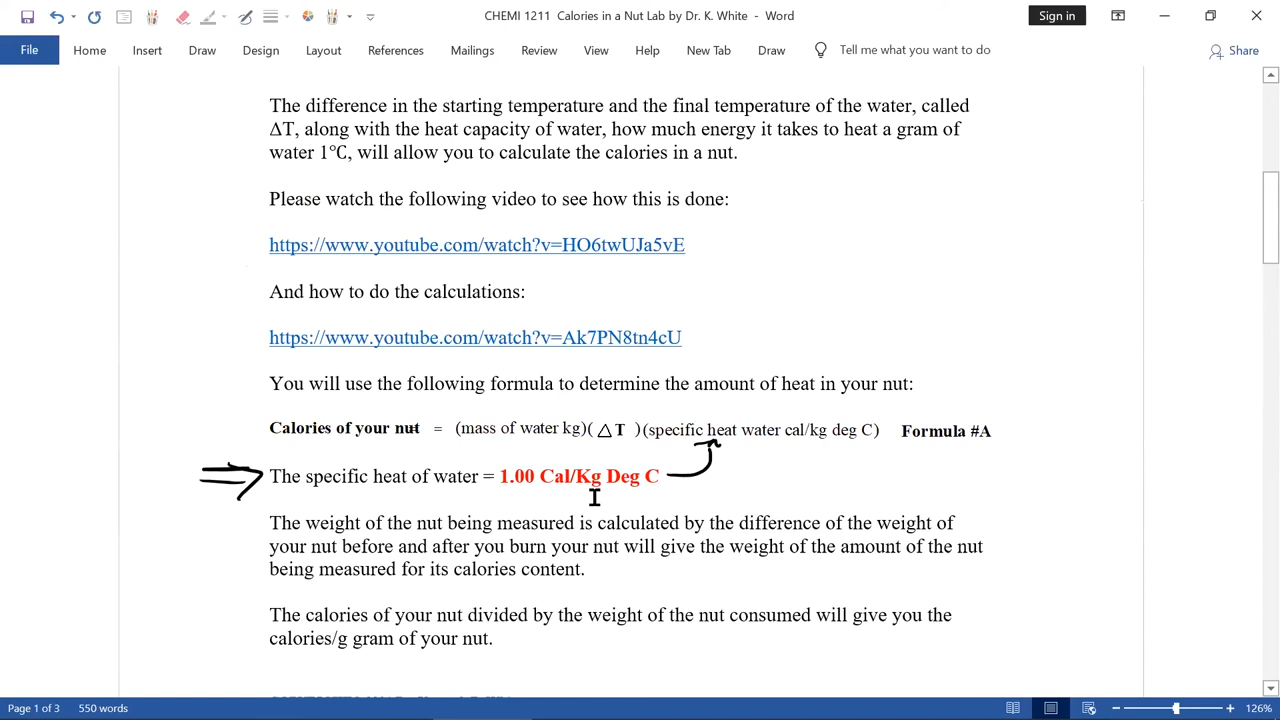 CHEMI 1211 Calories in a Nut Lab by Dr. K. White - Word
Sign in
File Home Insert Draw Design Layout References Mailings Review View Help New Tab Draw Tell me what you want to do Share
The difference in the starting temperature and the final temperature of the water, called
ΔT, along with the heat capacity of water, how much energy it takes to heat a gram of
water 1°C, will allow you to calculate the calories in a nut.
Please watch the following video to see how this is done:
https://www.youtube.com/watch?v=HO6twUJa5vE
And how to do the calculations:
https://www.youtube.com/watch?v=Ak7PN8tn4cU
You will use the following formula to determine the amount of heat in your nut:
Calories of your nut = (mass of water kg)( △ T )(specific heat water cal/kg deg C) Formula #A
The specific heat of water = 1.00 Cal/Kg Deg C
The weight of the nut being measured is calculated by the difference of the weight of
your nut before and after you burn your nut will give the weight of the amount of the nut
being measured for its calories content.
The calories of your nut divided by the weight of the nut consumed will give you the
calories/g gram of your nut.
Page 1 of 3 550 words 126%